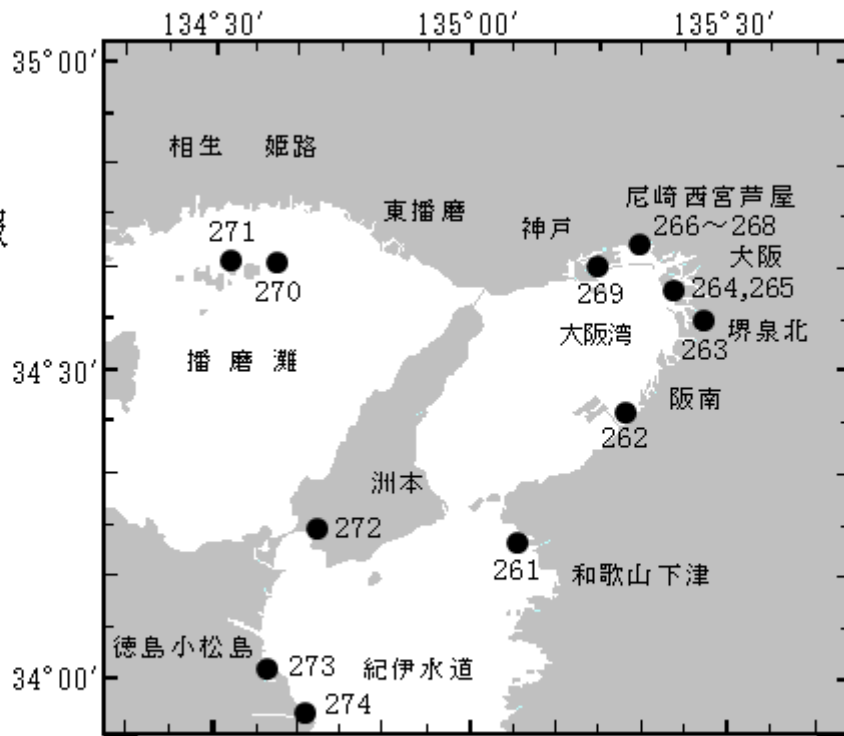 134°30′
135°00′
135°30′
35°00′
相生
姫路
尼崎西宮芦屋
東播磨
神戸
266～268
271
大阪
270
269
264,265
大阪湾
堺泉北
263
播磨灘
34°30′
阪南
262
洲本
272
261
和歌山下津
徳島小松島
273
紀伊水道
34°00′
274